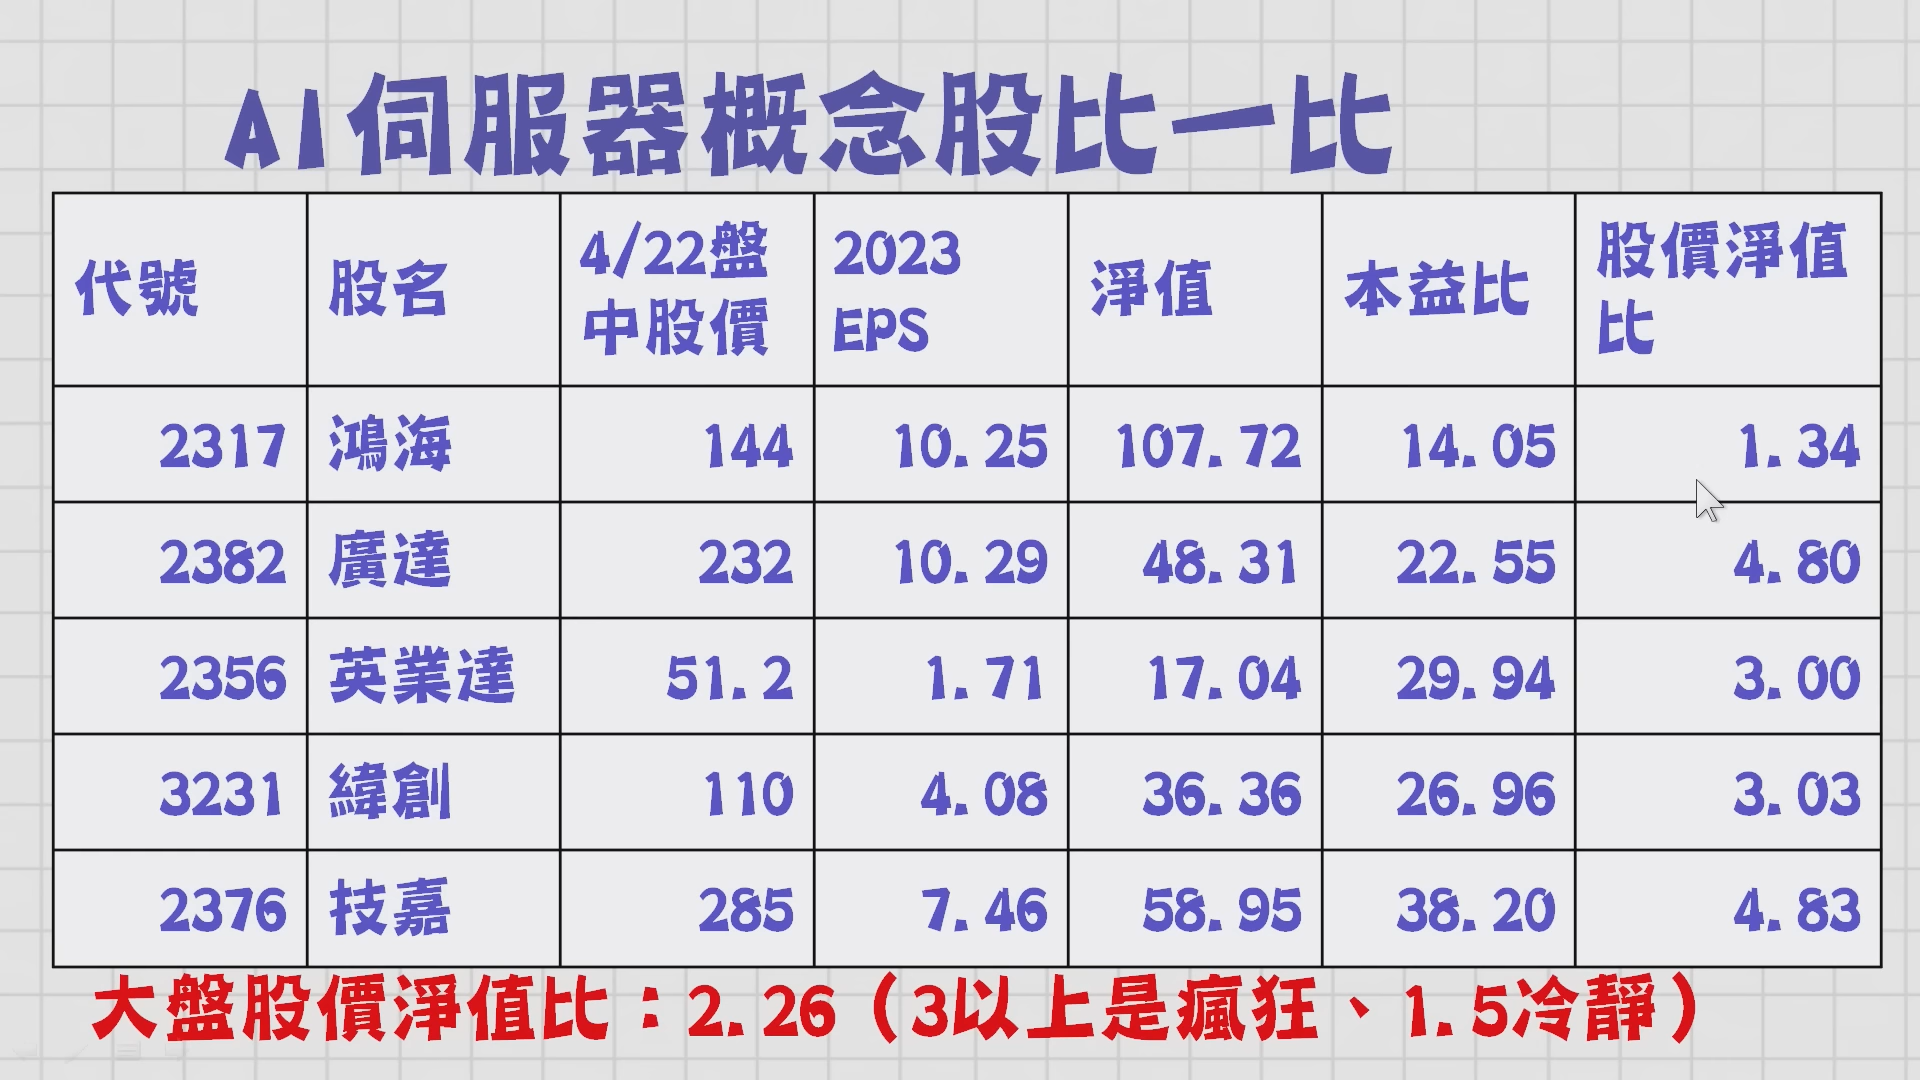 AI伺服器概念股比一比
代號 股名 4/22盤中股價 2023 EPS 淨值 本益比 股價淨值比
2317 鴻海 144 10.25 107.72 14.05 1.34
2382 廣達 232 10.29 48.31 22.55 4.80
2356 英業達 51.2 1.71 17.04 29.94 3.00
3231 緯創 110 4.08 36.36 26.96 3.03
2376 技嘉 285 7.46 58.95 38.20 4.83
大盤股價淨值比：2.26（3以上是瘋狂、1.5冷靜）